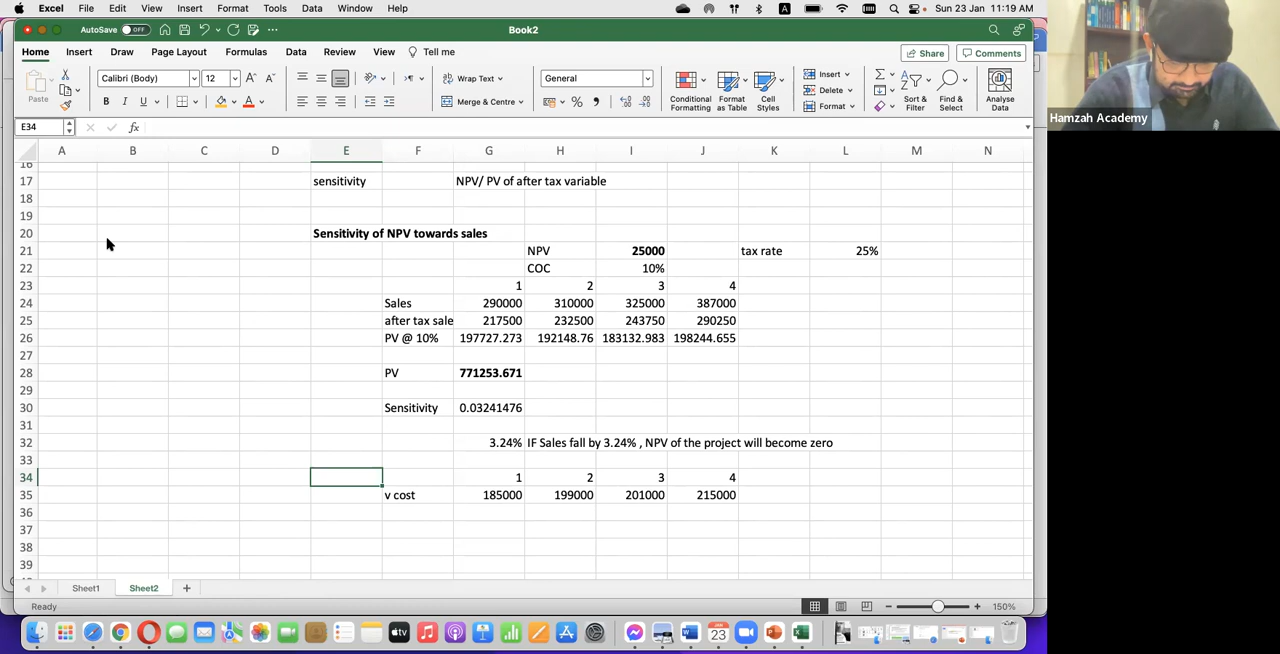 Excel File Edit View Insert Format Tools Data Window Help A Sun 23 Jan 11:19 AM
AutoSave OFF Book2
Home Insert Draw Page Layout Formulas Data Review View Tell me Share Comments
Paste Calibri (Body) 12 A A Wrap Text General Conditional Formatting Format as Table Cell Styles Insert Sort & Filter Find & Select Analyse Data
B I U A Merge & Centre % Delete
Format
E34 fx
A B C D E F G H I J K L M N
16
17 sensitivity NPV/ PV of after tax variable
18
19
20 Sensitivity of NPV towards sales
21 NPV 25000 tax rate 25%
22 COC 10%
23 1 2 3 4
24 Sales 290000 310000 325000 387000
25 after tax sale 217500 232500 243750 290250
26 PV @ 10% 197727.273 192148.76 183132.983 198244.655
27
28 PV 771253.671
29
30 Sensitivity 0.03241476
31
32 3.24% IF Sales fall by 3.24% , NPV of the project will become zero
33
34 1 2 3 4
35 v cost 185000 199000 201000 215000
36
37
38
39
Sheet1 Sheet2 +
Ready 150%
tv JAN 23
Hamzah Academy